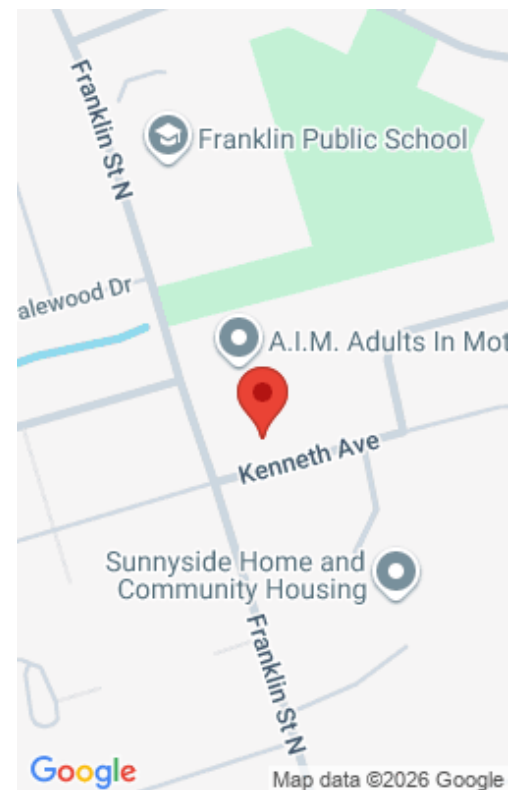 Franklin St N
Franklin Public School
alewood Dr
A.I.M. Adults In Mot
Kenneth Ave
Sunnyside Home and
Community Housing
Franklin St N
Google
Map data ©2026 Google